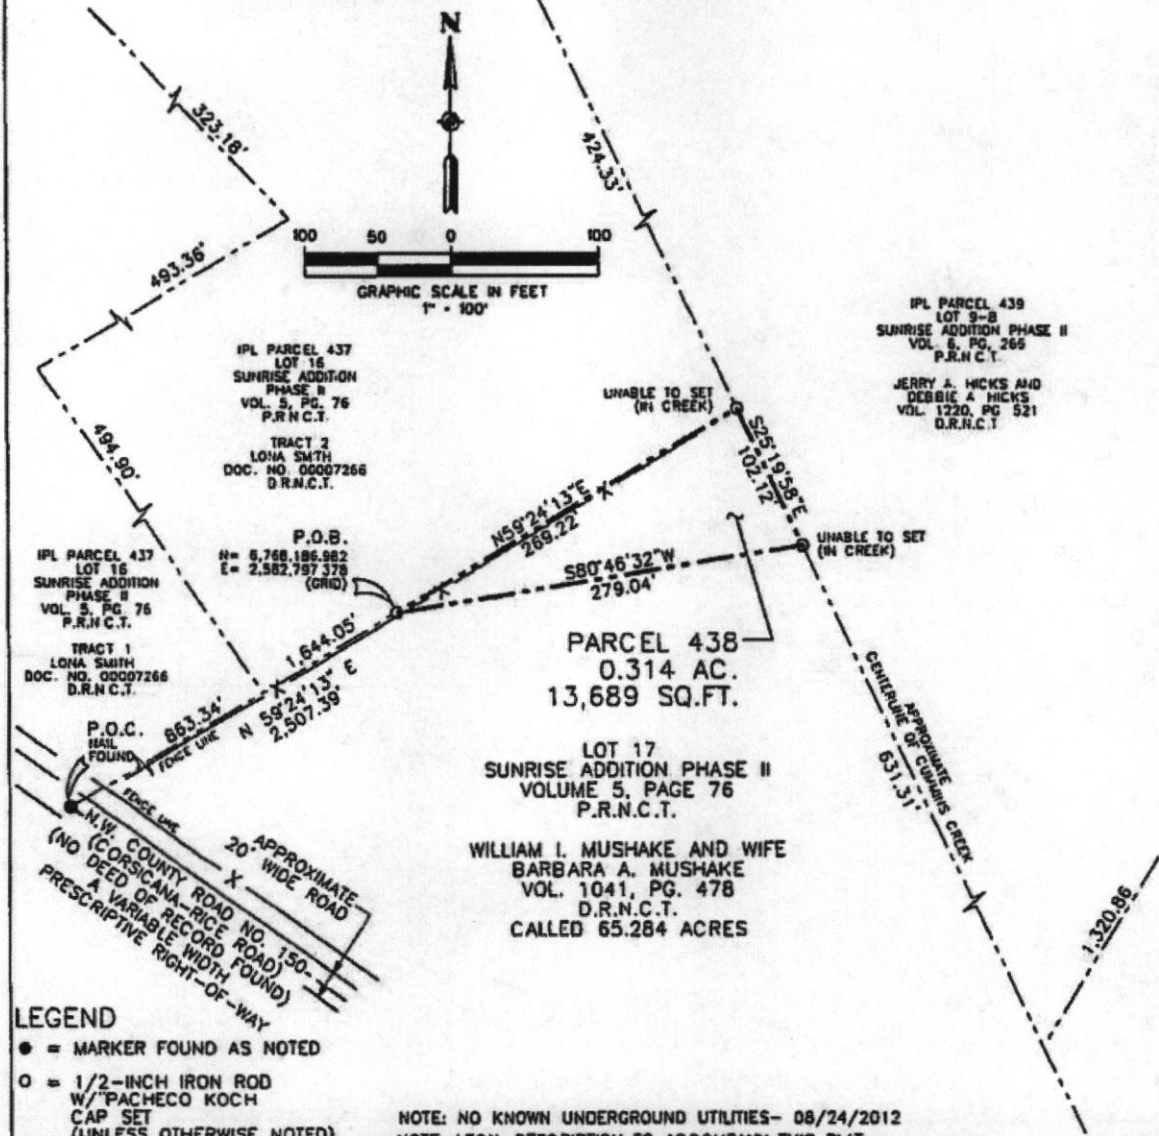 N
323.18'
424.33'
100 50 0 100
GRAPHIC SCALE IN FEET
1" - 100'
493.36'
IPL PARCEL 439
LOT 9-B
SUNRISE ADDITION PHASE II
VOL. 6, PG. 266
P.R.N.C.T.
JERRY A. HICKS AND
DEBBIE A HICKS
VOL. 1220, PG 521
D.R.N.C.T
IPL PARCEL 437
LOT 16
SUNRISE ADDITION
PHASE II
VOL. 5, PG. 76
P.R.N.C.T.
TRACT 2
LONA SMITH
DOC. NO. 00007266
D.R.N.C.T.
UNABLE TO SET
(IN CREEK)
S25°19'58"E
102.12'
494.90'
N59°24'13"E
269.22'
P.O.B.
N= 6,768,186.982
E= 2,582,797.378
(GRID)
UNABLE TO SET
(IN CREEK)
S80°46'32"W
279.04'
IPL PARCEL 437
LOT 16
SUNRISE ADDITION
PHASE II
VOL. 5, PG. 76
P.R.N.C.T.
TRACT 1
LONA SMITH
DOC. NO. 00007266
D.R.N.C.T.
1,644.05'
863.34'
N 59°24'13" E
2,507.39'
FENCE LINE
PARCEL 438
0.314 AC.
13,689 SQ.FT.
P.O.C.
NAIL
FOUND
LOT 17
SUNRISE ADDITION PHASE II
VOLUME 5, PAGE 76
P.R.N.C.T.
WILLIAM I. MUSHAKE AND WIFE
BARBARA A. MUSHAKE
VOL. 1041, PG. 478
D.R.N.C.T.
CALLED 65.284 ACRES
APPROXIMATE
CENTERLINE OF CUMMINS CREEK
631.31'
1,320.86
FENCE LINE
APPROXIMATE
20' WIDE ROAD
N.W. COUNTY ROAD NO. 150
(CORSICANA-RICE ROAD)
(NO DEED OF RECORD FOUND)
A VARIABLE WIDTH
PRESCRIPTIVE RIGHT-OF-WAY
LEGEND
● = MARKER FOUND AS NOTED
O = 1/2-INCH IRON ROD
W/"PACHECO KOCH
CAP SET
(UNLESS OTHERWISE NOTED)
NOTE: NO KNOWN UNDERGROUND UTILITIES- 08/24/2012